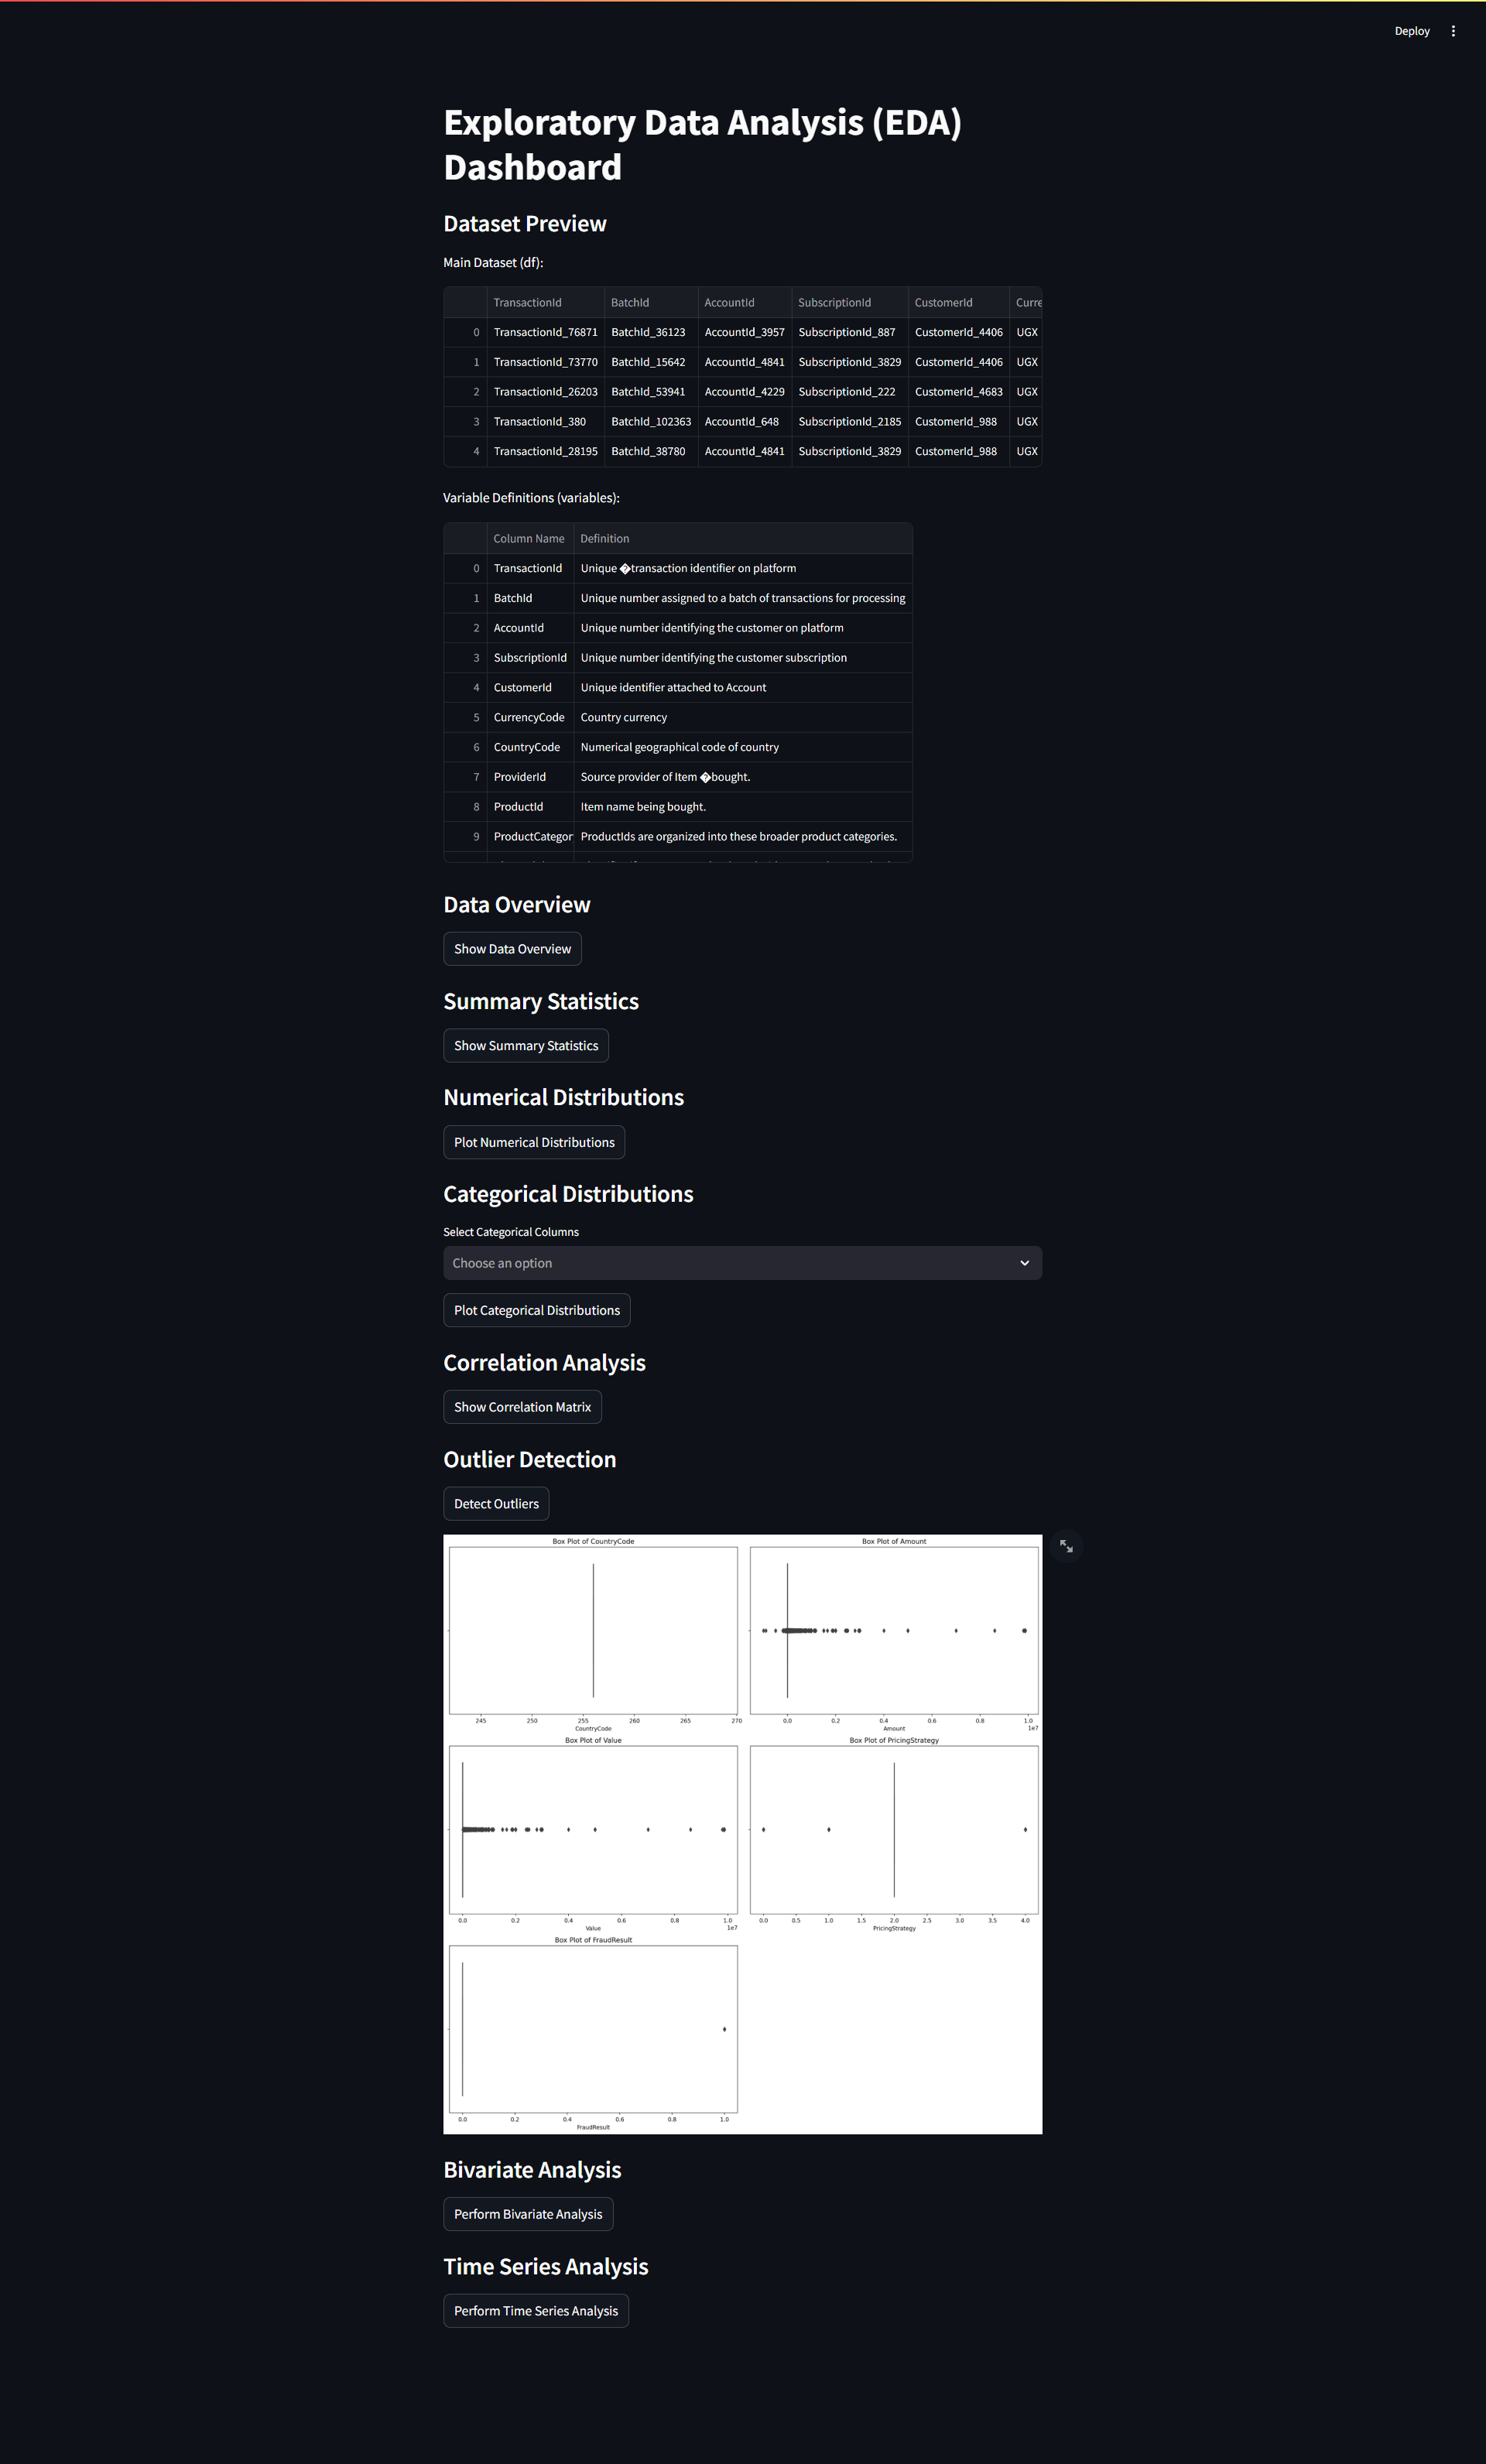 Deploy
Exploratory Data Analysis (EDA)
Dashboard
Dataset Preview
Main Dataset (df):
TransactionId BatchId AccountId SubscriptionId CustomerId Curre
0 TransactionId_76871 BatchId_36123 AccountId_3957 SubscriptionId_887 CustomerId_4406 UGX
1 TransactionId_73770 BatchId_15642 AccountId_4841 SubscriptionId_3829 CustomerId_4406 UGX
2 TransactionId_26203 BatchId_53941 AccountId_4229 SubscriptionId_222 CustomerId_4683 UGX
3 TransactionId_380 BatchId_102363 AccountId_648 SubscriptionId_2185 CustomerId_988 UGX
4 TransactionId_28195 BatchId_38780 AccountId_4841 SubscriptionId_3829 CustomerId_988 UGX
Variable Definitions (variables):
Column Name Definition
0 TransactionId Unique �transaction identifier on platform
1 BatchId Unique number assigned to a batch of transactions for processing
2 AccountId Unique number identifying the customer on platform
3 SubscriptionId Unique number identifying the customer subscription
4 CustomerId Unique identifier attached to Account
5 CurrencyCode Country currency
6 CountryCode Numerical geographical code of country
7 ProviderId Source provider of Item �bought.
8 ProductId Item name being bought.
9 ProductCategor ProductIds are organized into these broader product categories.
Data Overview
Show Data Overview
Summary Statistics
Show Summary Statistics
Numerical Distributions
Plot Numerical Distributions
Categorical Distributions
Select Categorical Columns
Choose an option
Plot Categorical Distributions
Correlation Analysis
Show Correlation Matrix
Outlier Detection
Detect Outliers
Box Plot of CountryCode
245 250 255 260 265 270
CountryCode
Box Plot of Amount
0.0 0.2 0.4 0.6 0.8 1.0
1e7
Amount
Box Plot of Value
0.0 0.2 0.4 0.6 0.8 1.0
1e7
Value
Box Plot of PricingStrategy
0.0 0.5 1.0 1.5 2.0 2.5 3.0 3.5 4.0
PricingStrategy
Box Plot of FraudResult
0.0 0.2 0.4 0.6 0.8 1.0
FraudResult
Bivariate Analysis
Perform Bivariate Analysis
Time Series Analysis
Perform Time Series Analysis